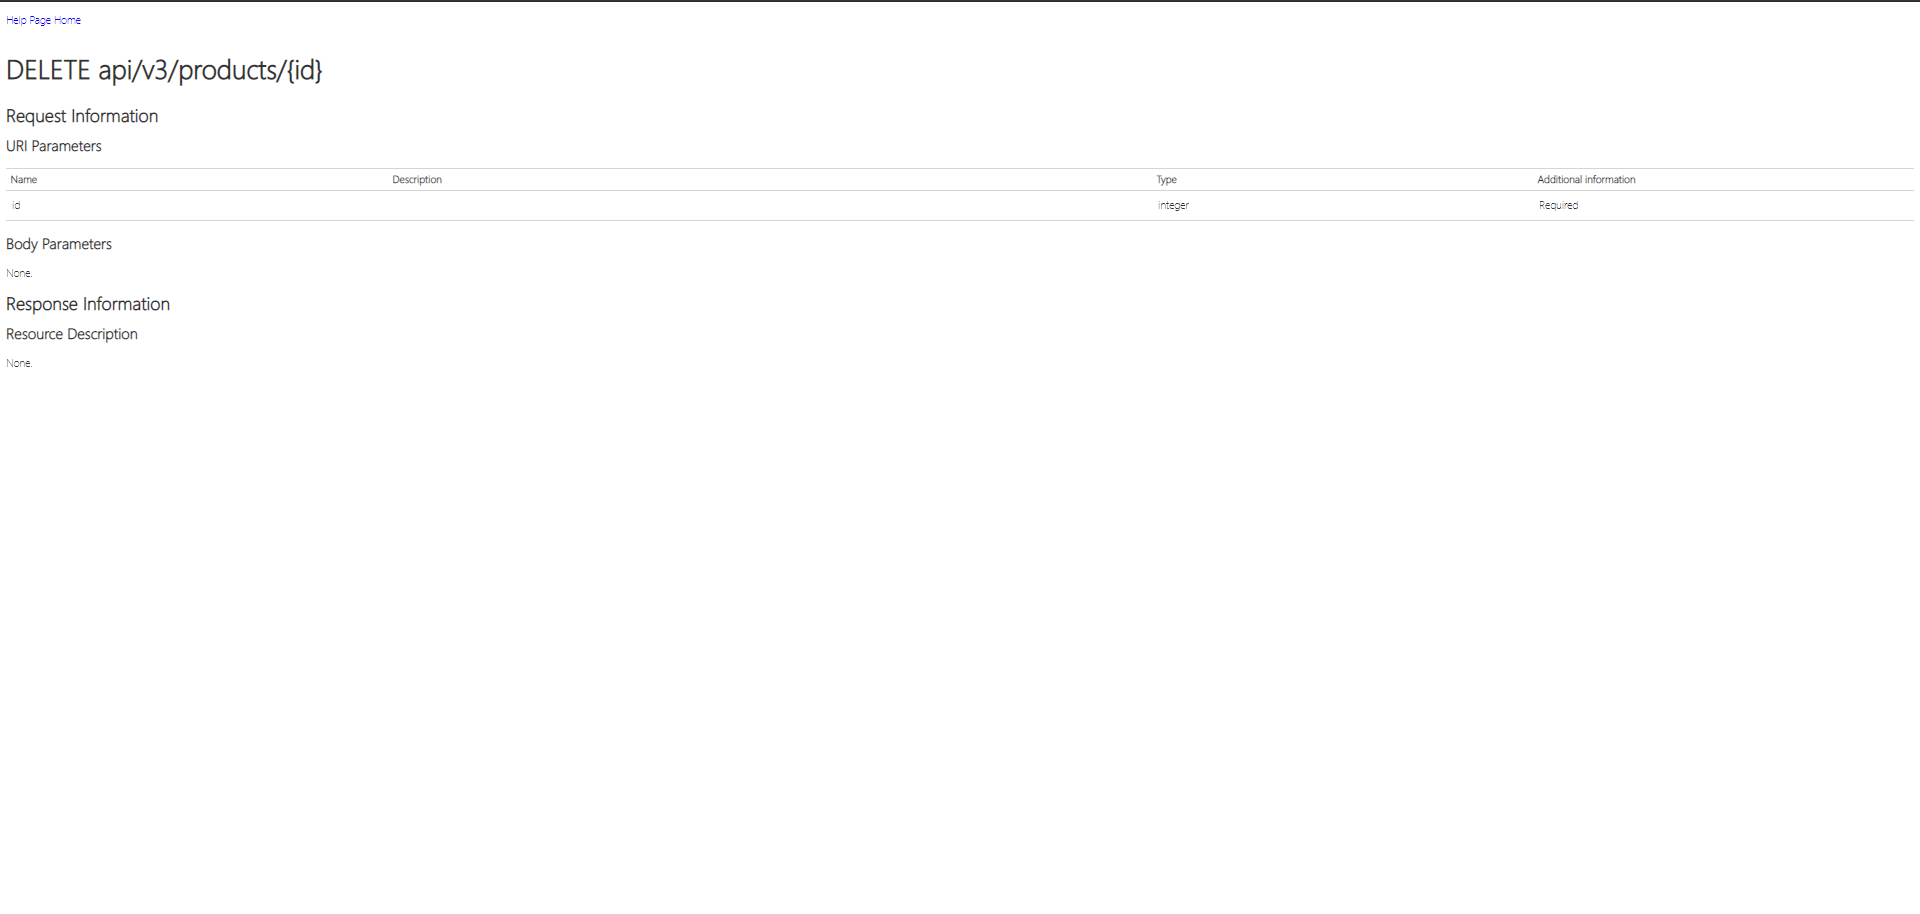 Help Page Home
DELETE api/v3/products/{id}
Request Information
URI Parameters
Name Description Type Additional information
id integer Required
Body Parameters
None.
Response Information
Resource Description
None.